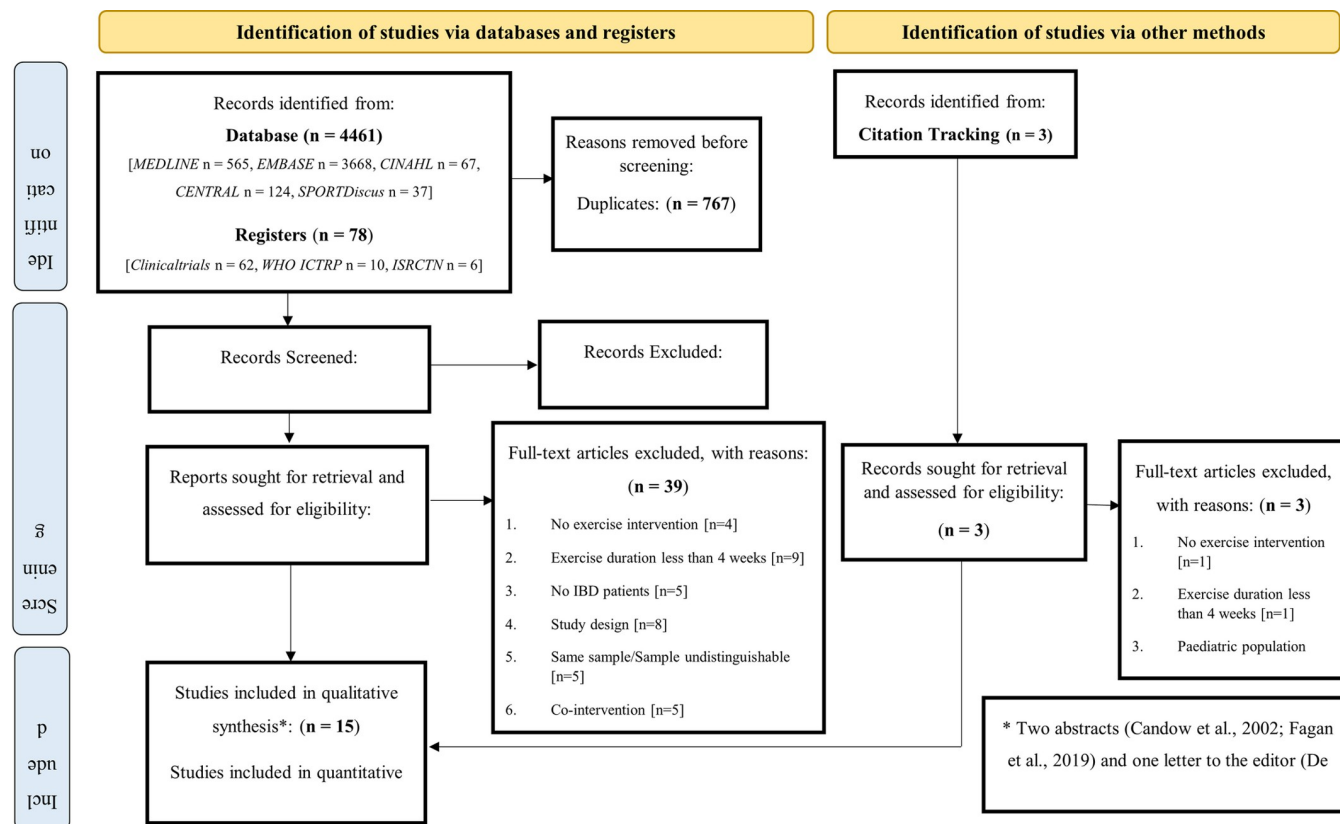 Identification of studies via databases and registers
Identification of studies via other methods
Ide
ntifi
cati
on
Records identified from:
Database (n = 4461)
[MEDLINE n = 565, EMBASE n = 3668, CINAHL n = 67,
CENTRAL n = 124, SPORTDiscus n = 37]
Registers (n = 78)
[Clinicaltrials n = 62, WHO ICTRP n = 10, ISRCTN n = 6]
Reasons removed before
screening:
Duplicates: (n = 767)
Records identified from:
Citation Tracking (n = 3)
Scre
enin
g
Records Screened:
Records Excluded:
Reports sought for retrieval and
assessed for eligibility:
Full-text articles excluded, with reasons:
(n = 39)
1. No exercise intervention [n=4]
2. Exercise duration less than 4 weeks [n=9]
3. No IBD patients [n=5]
4. Study design [n=8]
5. Same sample/Sample undistinguishable
[n=5]
6. Co-intervention [n=5]
Records sought for retrieval
and assessed for eligibility:
(n = 3)
Full-text articles excluded,
with reasons: (n = 3)
1. No exercise intervention
[n=1]
2. Exercise duration less
than 4 weeks [n=1]
3. Paediatric population
Incl
ude
d
Studies included in qualitative
synthesis*: (n = 15)
Studies included in quantitative
* Two abstracts (Candow et al., 2002; Fagan
et al., 2019) and one letter to the editor (De